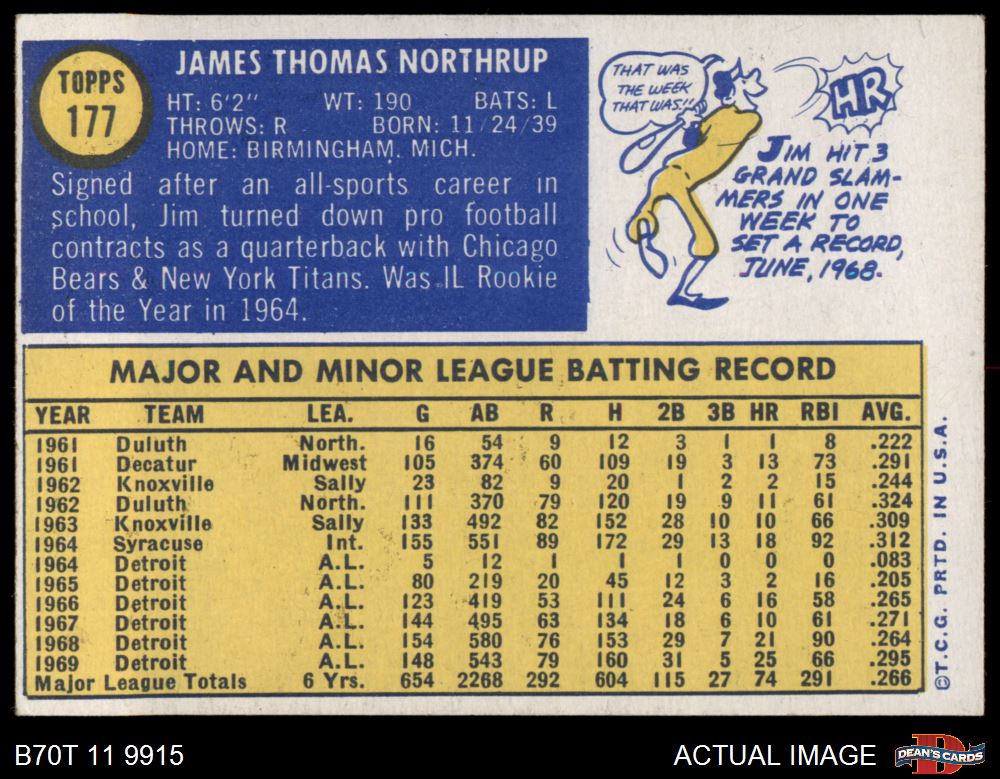 TOPPS
177
JAMES THOMAS NORTHRUP
HT: 6'2" WT: 190 BATS: L
THROWS: R BORN: 11/24/39
HOME: BIRMINGHAM, MICH.
Signed after an all-sports career in
school, Jim turned down pro football
contracts as a quarterback with Chicago
Bears & New York Titans. Was IL Rookie
of the Year in 1964.
THAT WAS
THE WEEK
THAT WAS!!
HR
JIM HIT 3
GRAND SLAM-
MERS IN ONE
WEEK TO
SET A RECORD,
JUNE, 1968.
MAJOR AND MINOR LEAGUE BATTING RECORD
YEAR TEAM LEA. G AB R H 2B 3B HR RBI AVG.
1961 Duluth North. 16 54 9 12 3 1 1 8 .222
1961 Decatur Midwest 105 374 60 109 19 3 13 73 .291
1962 Knoxville Sally 23 82 9 20 1 2 2 15 .244
1962 Duluth North. 111 370 79 120 19 9 11 61 .324
1963 Knoxville Sally 133 492 82 152 28 10 10 66 .309
1964 Syracuse Int. 155 551 89 172 29 13 18 92 .312
1964 Detroit A.L. 5 12 1 1 1 0 0 0 .083
1965 Detroit A.L. 80 219 20 45 12 3 2 16 .205
1966 Detroit A.L. 123 419 53 111 24 6 16 58 .265
1967 Detroit A.L. 144 495 63 134 18 6 10 61 .271
1968 Detroit A.L. 154 580 76 153 29 7 21 90 .264
1969 Detroit A.L. 148 543 79 160 31 5 25 66 .295
Major League Totals 6 Yrs. 654 2268 292 604 115 27 74 291 .266
©T.C.G. PRTD. IN U.S.A.
B70T 11 9915
ACTUAL IMAGE
DEAN'S CARDS